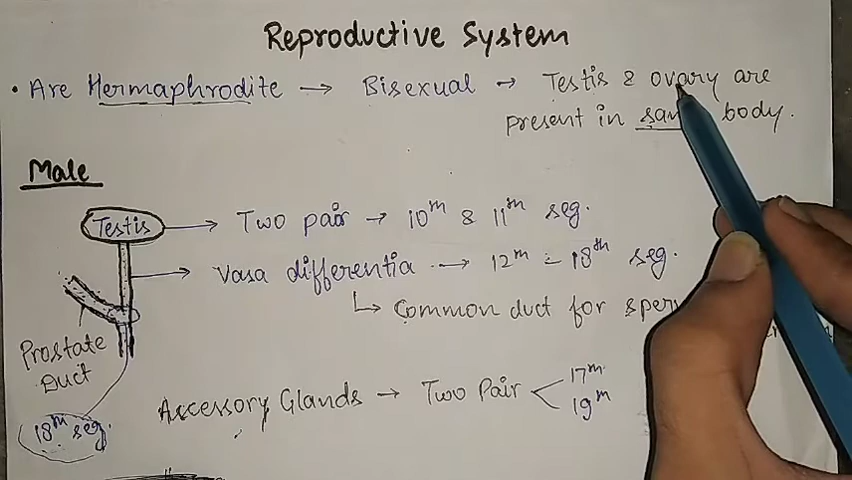 Reproductive System
• Are Hermaphrodite → Bisexual → Testis & ovary are
present in body.
Male
Testis → Two pair → 10th & 11th seg.
→ Vasa differentia → 12th - 18th seg.
↳ Common duct for
Prostate
Duct
Accessory Glands → Two Pair < 17th
19th
18th seg.